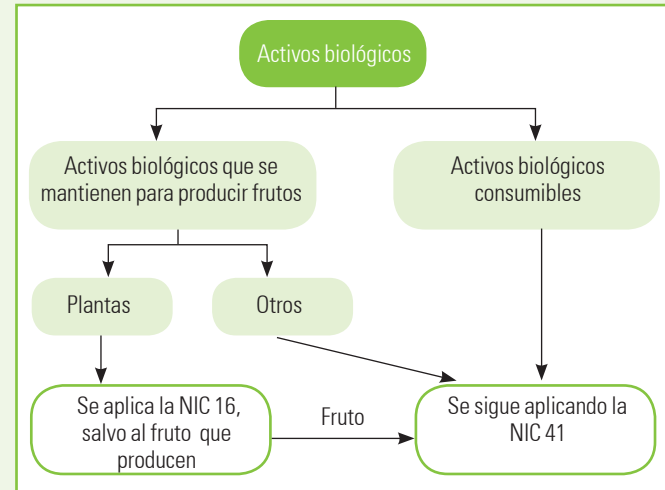 Activos biológicos
Activos biológicos que se
mantienen para producir frutos
Activos biológicos
consumibles
Plantas
Otros
Se aplica la NIC 16,
salvo al fruto que
producen
Fruto
Se sigue aplicando la
NIC 41